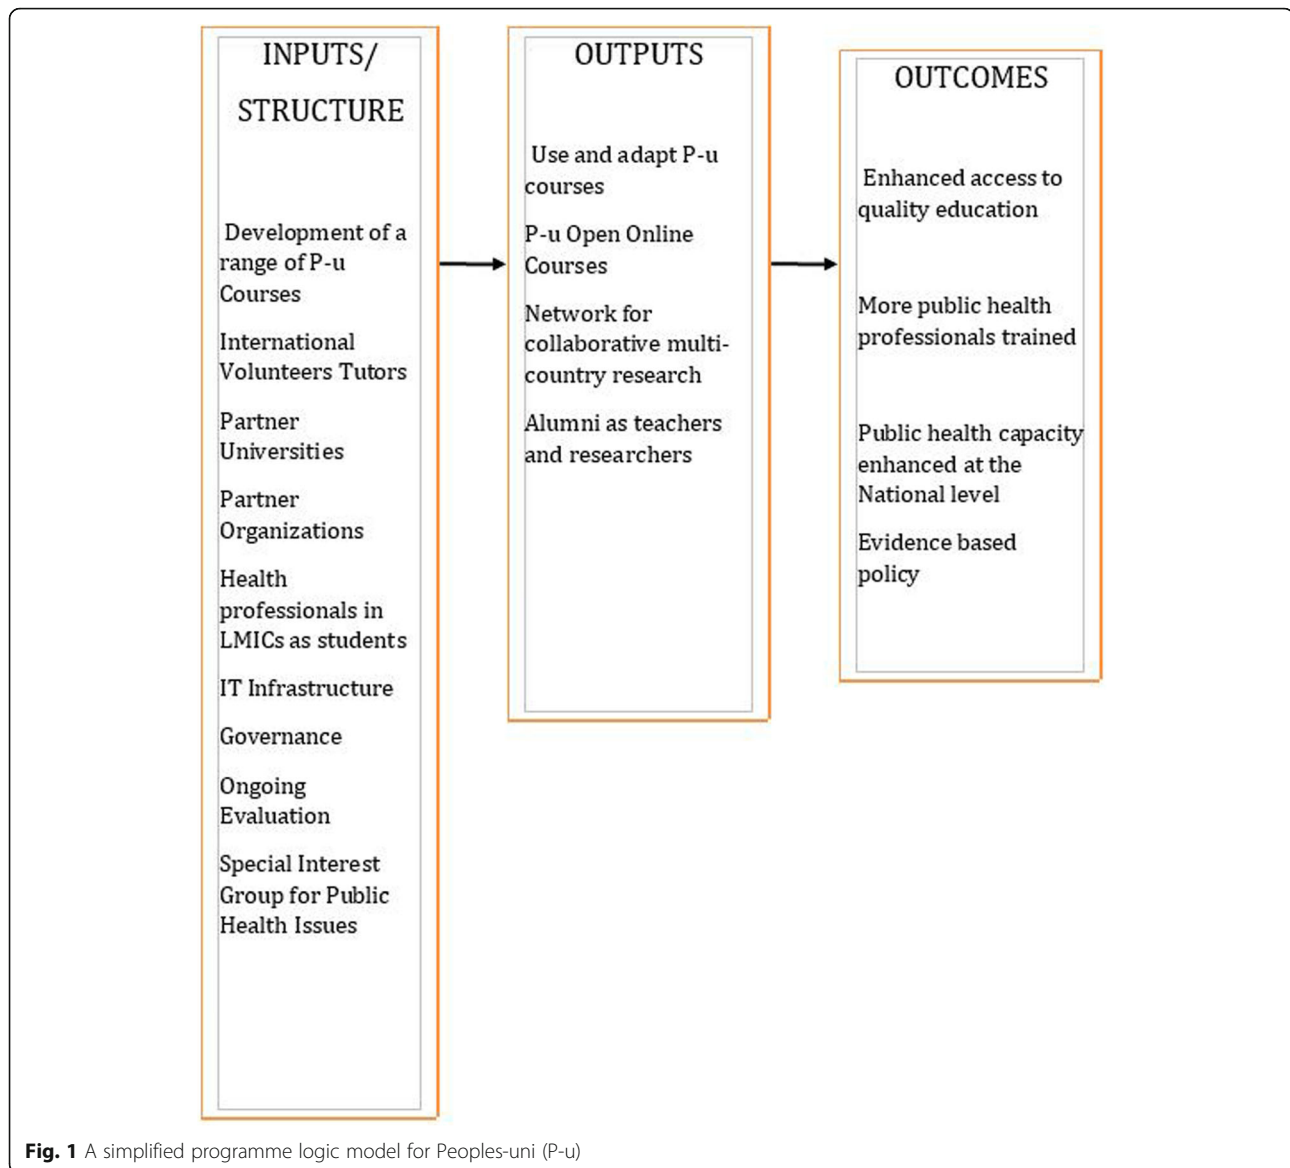 INPUTS/
STRUCTURE
Development of a
range of P-u
Courses
International
Volunteers Tutors
Partner
Universities
Partner
Organizations
Health
professionals in
LMICs as students
IT Infrastructure
Governance
Ongoing
Evaluation
Special Interest
Group for Public
Health Issues
OUTPUTS
Use and adapt P-u
courses
P-u Open Online
Courses
Network for
collaborative multi-
country research
Alumni as teachers
and researchers
OUTCOMES
Enhanced access to
quality education
More public health
professionals trained
Public health capacity
enhanced at the
National level
Evidence based
policy
Fig. 1 A simplified programme logic model for Peoples-uni (P-u)